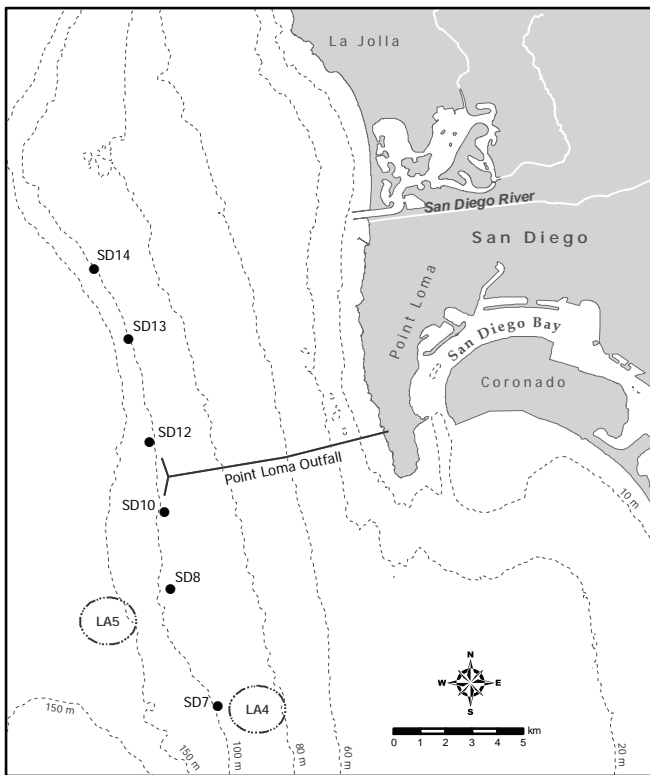 La Jolla
San Diego River
San Diego
SD14
Point Loma
SD13
San Diego Bay
Coronado
SD12
Point Loma Outfall
10 m
SD10
SD8
LA5
N
W E
S
SD7
LA4
150 m
150 m
100 m
80 m
60 m
20 m
km
0 1 2 3 4 5